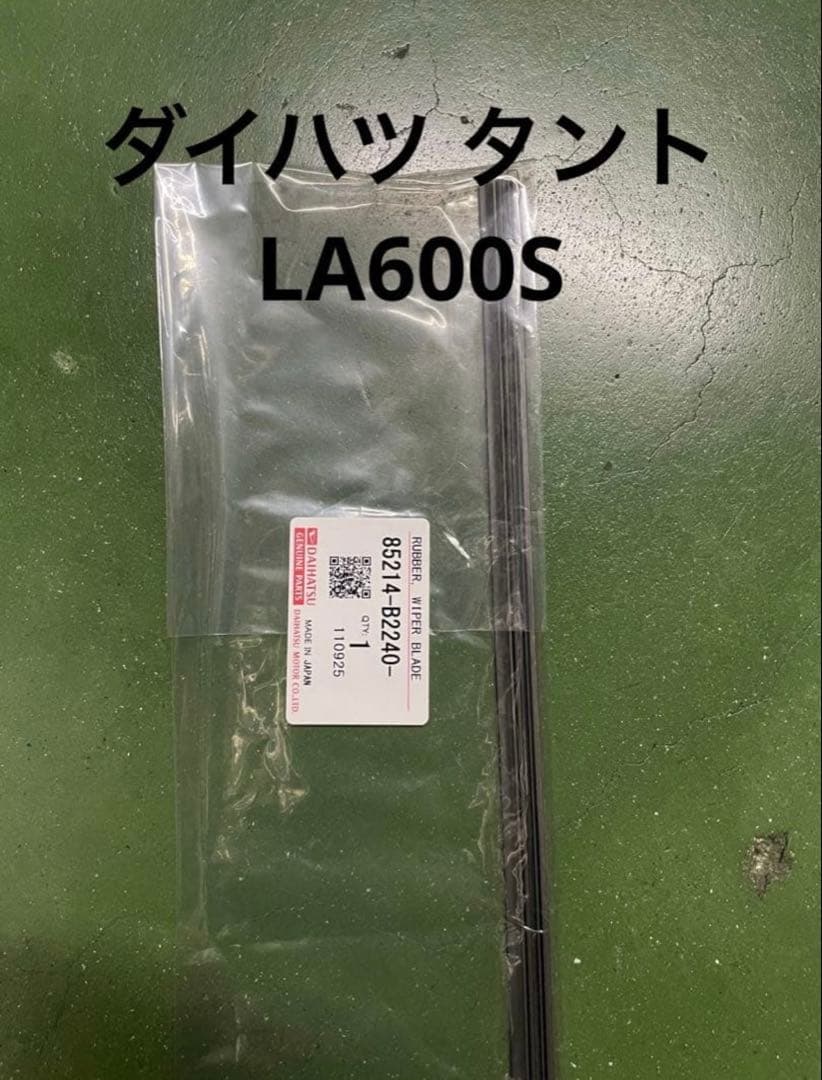 ダイハツ タント
LA600S
RUBBER, WIPER BLADE
85214-B2240-
QTY: 1
110925
DAIHATSU
GENUINE PARTS
MADE IN JAPAN
DAIHATSU MOTOR CO.,LTD.